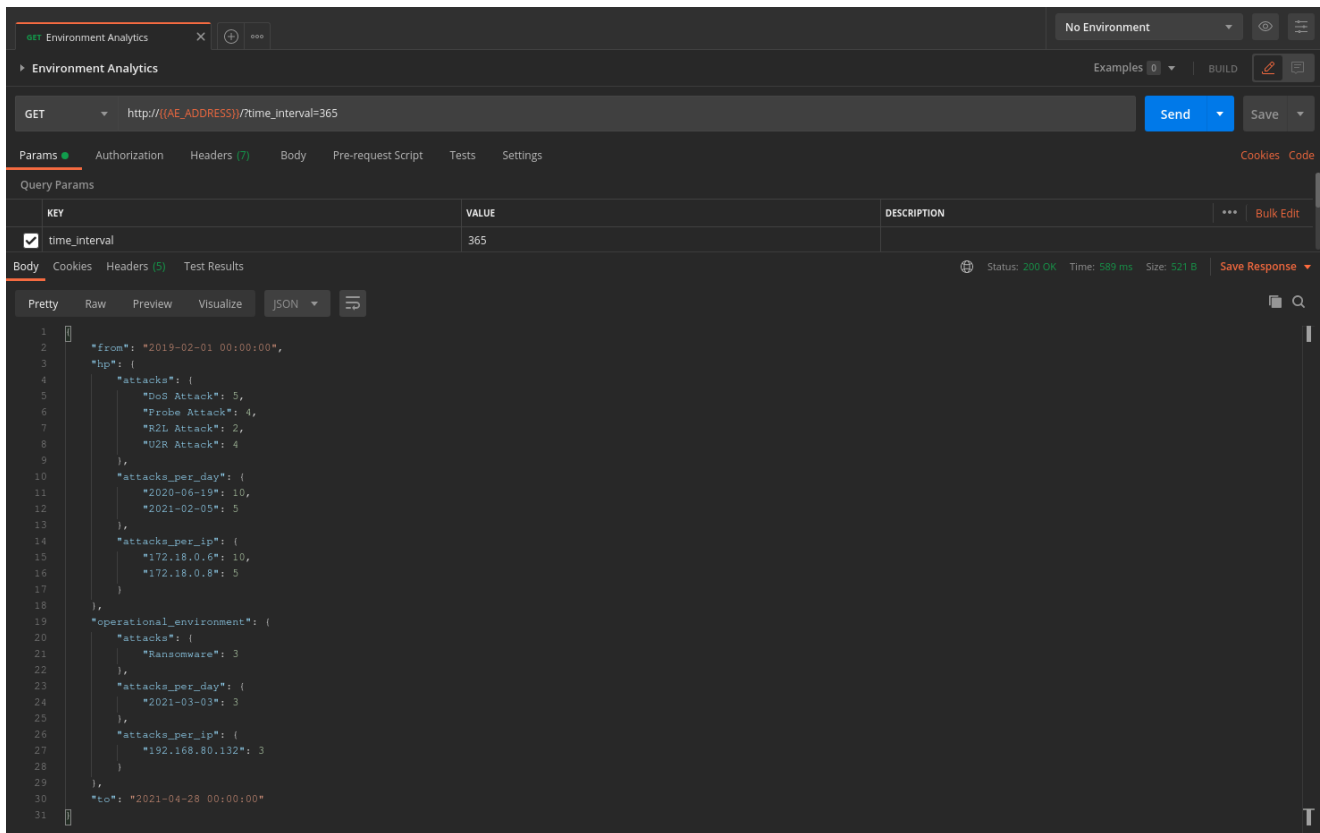 GET Environment Analytics
No Environment
Environment Analytics
Examples 0 BUILD
GET http://{{AE_ADDRESS}}/?time_interval=365 Send Save
Params Authorization Headers (7) Body Pre-request Script Tests Settings Cookies Code
Query Params
KEY VALUE DESCRIPTION Bulk Edit
time_interval 365
Body Cookies Headers (5) Test Results Status: 200 OK Time: 589 ms Size: 521 B Save Response
Pretty Raw Preview Visualize JSON
1 {
2 "from": "2019-02-01 00:00:00",
3 "hp": {
4 "attacks": {
5 "DoS Attack": 5,
6 "Probe Attack": 4,
7 "R2L Attack": 2,
8 "U2R Attack": 4
9 },
10 "attacks_per_day": {
11 "2020-06-19": 10,
12 "2021-02-05": 5
13 },
14 "attacks_per_ip": {
15 "172.18.0.6": 10,
16 "172.18.0.8": 5
17 }
18 },
19 "operational_environment": {
20 "attacks": {
21 "Ransomware": 3
22 },
23 "attacks_per_day": {
24 "2021-03-03": 3
25 },
26 "attacks_per_ip": {
27 "192.168.80.132": 3
28 }
29 },
30 "to": "2021-04-28 00:00:00"
31 }